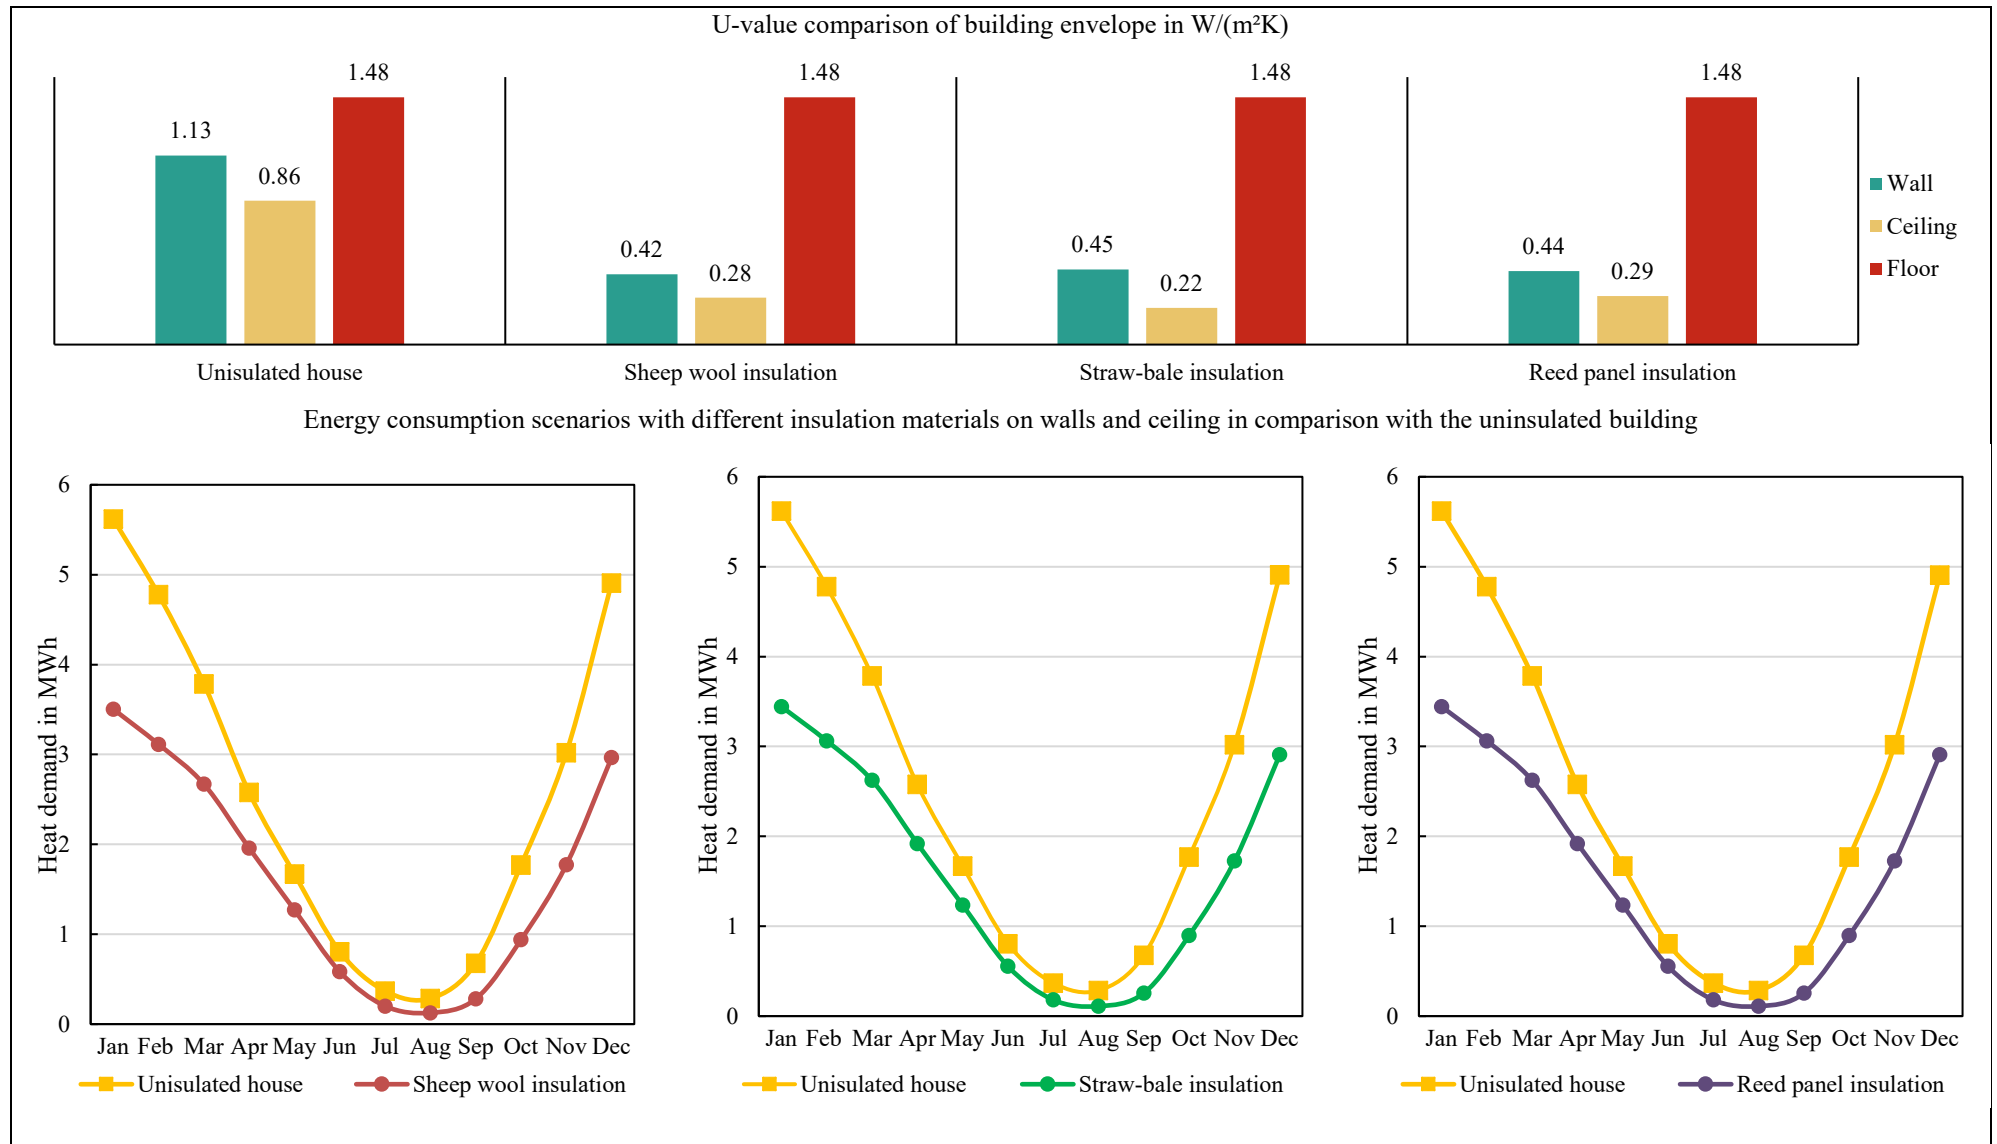 U-value comparison of building envelope in W/(m²K)
1.13
0.86
1.48
0.42
0.28
1.48
0.45
0.22
1.48
0.44
0.29
1.48
Wall
Ceiling
Floor
Unisulated house
Sheep wool insulation
Straw-bale insulation
Reed panel insulation
Energy consumption scenarios with different insulation materials on walls and ceiling in comparison with the uninsulated building
Heat demand in MWh
6
5
4
3
2
1
0
Jan Feb Mar Apr May Jun Jul Aug Sep Oct Nov Dec
Unisulated house Sheep wool insulation
Heat demand in MWh
6
5
4
3
2
1
0
Jan Feb Mar Apr May Jun Jul Aug Sep Oct Nov Dec
Unisulated house Straw-bale insulation
Heat demand in MWh
6
5
4
3
2
1
0
Jan Feb Mar Apr May Jun Jul Aug Sep Oct Nov Dec
Unisulated house Reed panel insulation